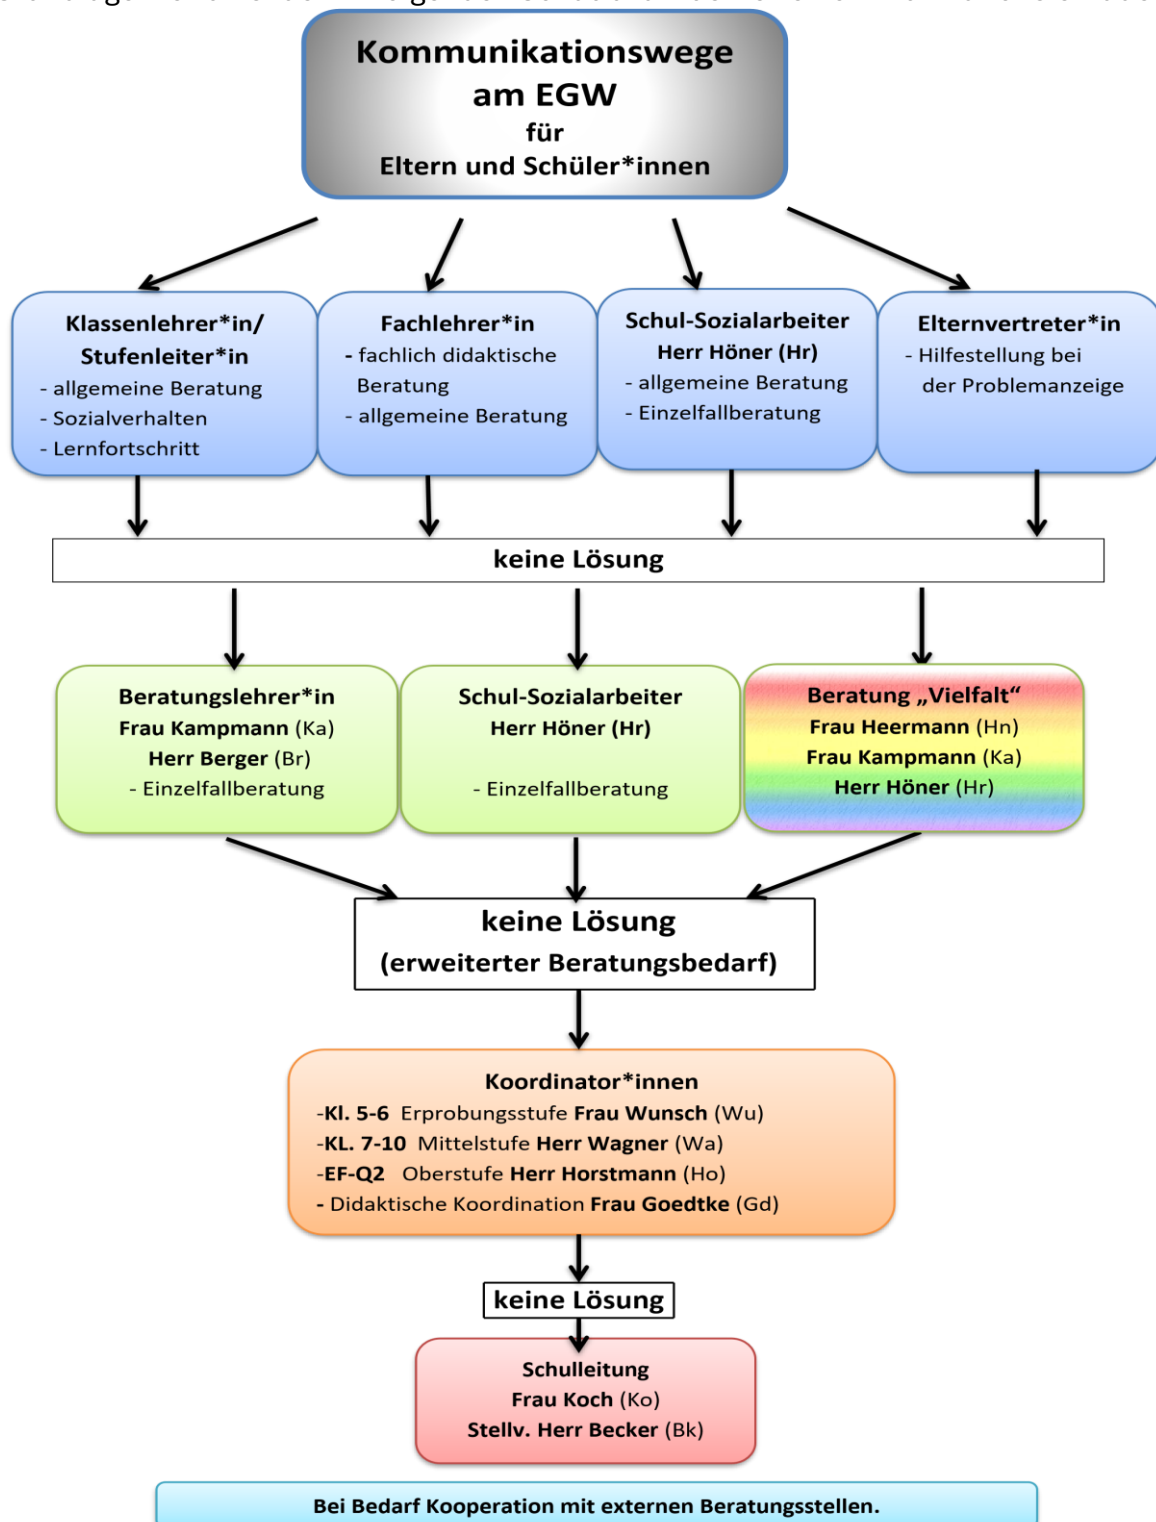 Kommunikationswege
am EGW
für
Eltern und Schüler*innen
Klassenlehrer*in/
Stufenleiter*in
- allgemeine Beratung
- Sozialverhalten
- Lernfortschritt
Fachlehrer*in
- fachlich didaktische
Beratung
- allgemeine Beratung
Schul-Sozialarbeiter
Herr Höner (Hr)
- allgemeine Beratung
- Einzelfallberatung
Elternvertreter*in
- Hilfestellung bei
der Problemanzeige
keine Lösung
Beratungslehrer*in
Frau Kampmann (Ka)
Herr Berger (Br)
- Einzelfallberatung
Schul-Sozialarbeiter
Herr Höner (Hr)
- Einzelfallberatung
Beratung „Vielfalt“
Frau Heermann (Hn)
Frau Kampmann (Ka)
Herr Höner (Hr)
keine Lösung
(erweiterter Beratungsbedarf)
Koordinator*innen
-Kl. 5-6 Erprobungsstufe Frau Wunsch (Wu)
-KL. 7-10 Mittelstufe Herr Wagner (Wa)
-EF-Q2 Oberstufe Herr Horstmann (Ho)
- Didaktische Koordination Frau Goedtke (Gd)
keine Lösung
Schulleitung
Frau Koch (Ko)
Stellv. Herr Becker (Bk)
Bei Bedarf Kooperation mit externen Beratungsstellen.